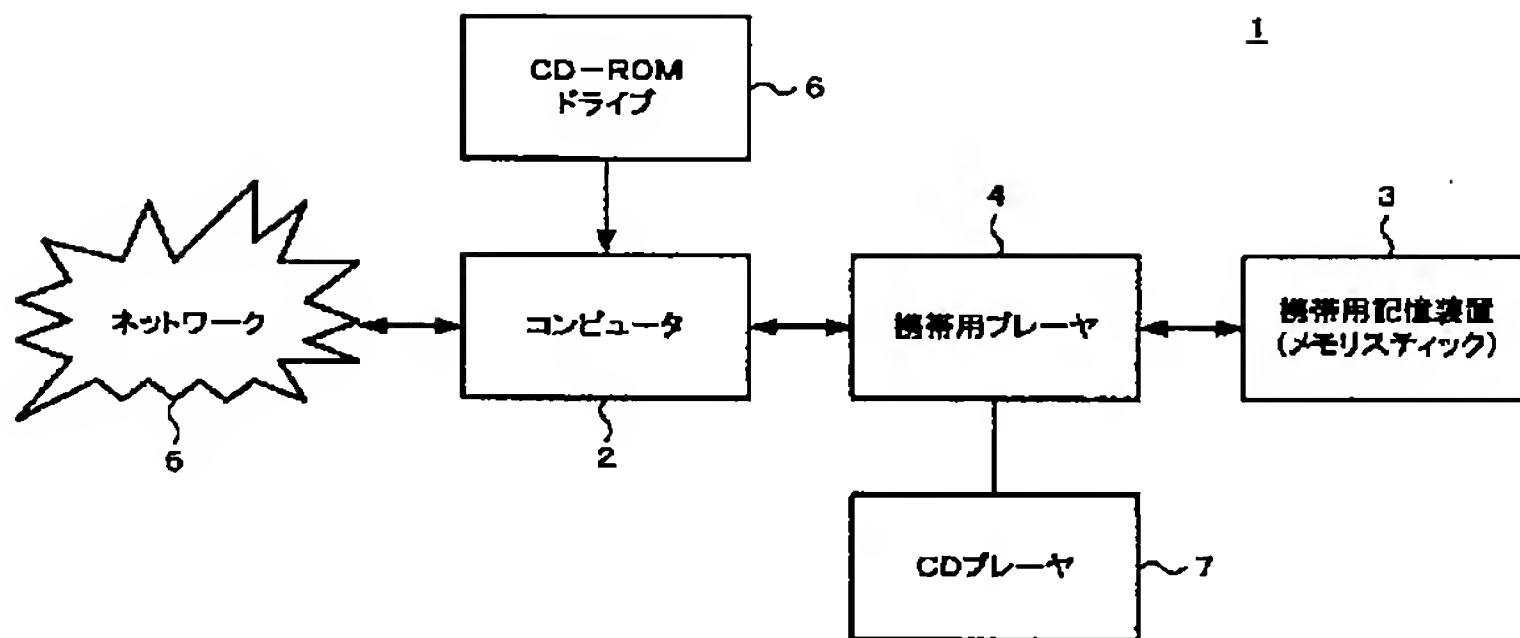 1
CD-ROM
ドライブ
6
4
3
ネットワーク
コンピュータ
携帯用プレーヤ
携帯用記憶装置
(メモリスティック)
5
2
CDプレーヤ
7